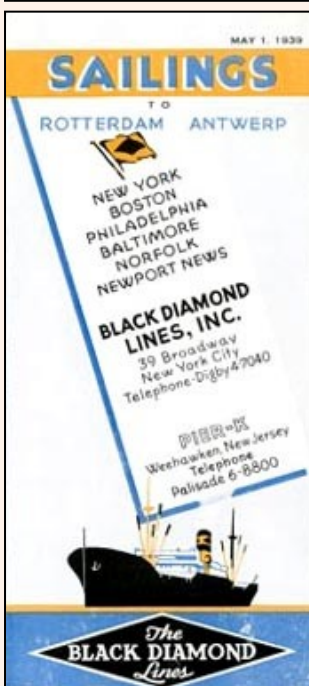 MAY 1, 1939
SAILINGS
TO
ROTTERDAM ANTWERP
NEW YORK
BOSTON
PHILADELPHIA
BALTIMORE
NORFOLK
NEWPORT NEWS
BLACK DIAMOND
LINES, INC.
39 Broadway
New York City
Telephone-Digby 4-7040
PIER-K
Weehawken, New Jersey
Telephone
Palisade 6-8800
The
BLACK DIAMOND
Lines